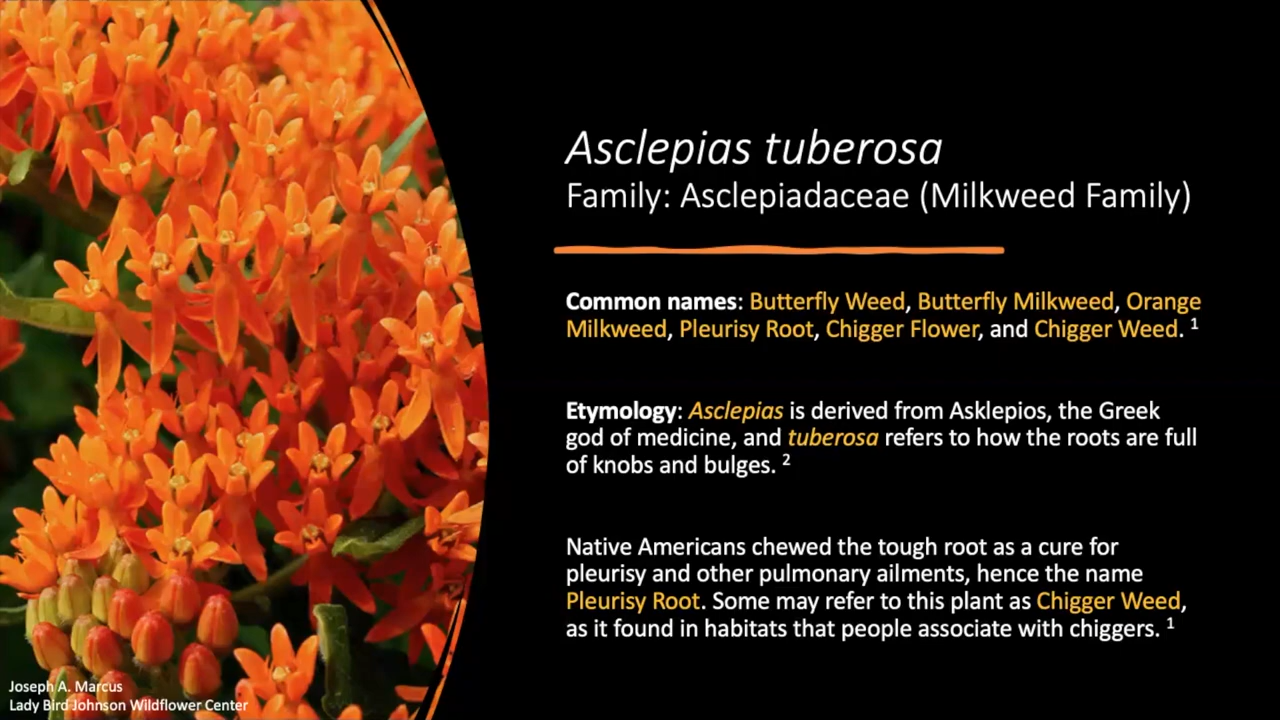 Asclepias tuberosa
Family: Asclepiadaceae (Milkweed Family)
Common names: Butterfly Weed, Butterfly Milkweed, Orange
Milkweed, Pleurisy Root, Chigger Flower, and Chigger Weed. 1
Etymology: Asclepias is derived from Asklepios, the Greek
god of medicine, and tuberosa refers to how the roots are full
of knobs and bulges. 2
Native Americans chewed the tough root as a cure for
pleurisy and other pulmonary ailments, hence the name
Pleurisy Root. Some may refer to this plant as Chigger Weed,
as it found in habitats that people associate with chiggers. 1
Joseph A. Marcus
Lady Bird Johnson Wildflower Center